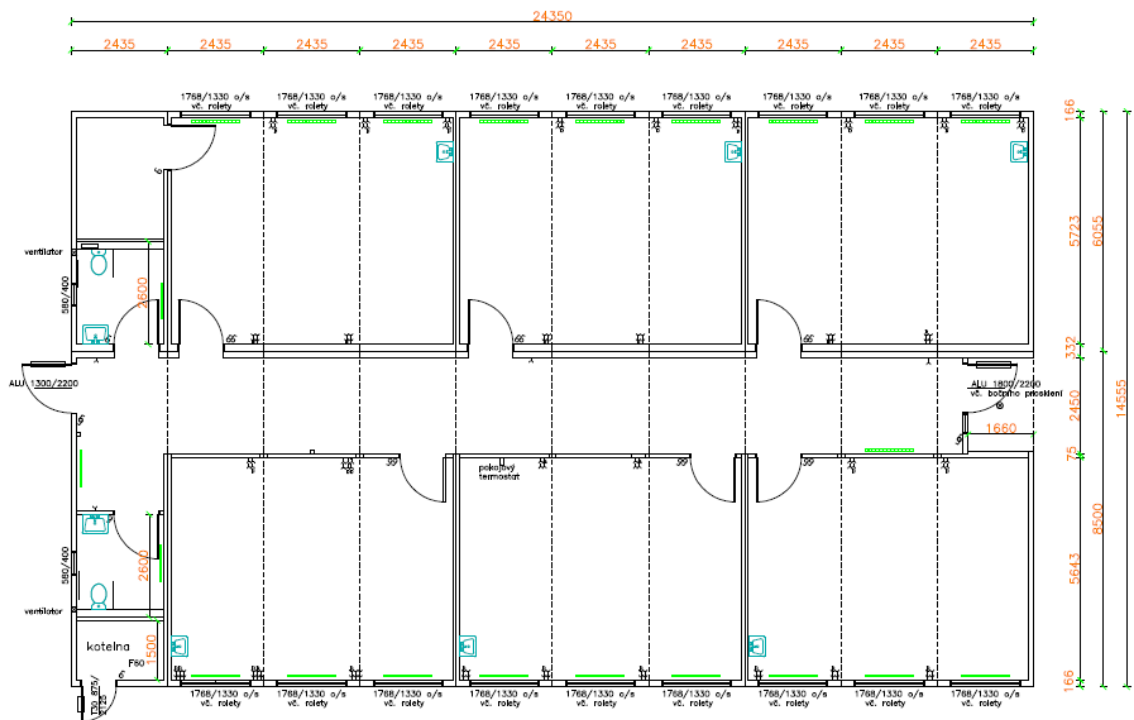 24350
2435 2435 2435 2435 2435 2435 2435 2435 2435 2435
1768/1330 o/s 1768/1330 o/s 1768/1330 o/s 1768/1330 o/s 1768/1330 o/s 1768/1330 o/s 1768/1330 o/s 1768/1330 o/s 1768/1330 o/s
vč. rolety vč. rolety vč. rolety vč. rolety vč. rolety vč. rolety vč. rolety vč. rolety vč. rolety
166
5723
6055
ventilator
580/400
2600
332
ALU 1300/2200
ALU 1800/2200
vč. bočního prosklení
2450
14555
1660
75
pokojový
termostat
8500
580/400
2600
5643
ventilator
kotelna
F60
1500
130 875/
2125
166
1768/1330 o/s 1768/1330 o/s 1768/1330 o/s 1768/1330 o/s 1768/1330 o/s 1768/1330 o/s 1768/1330 o/s 1768/1330 o/s 1768/1330 o/s
vč. rolety vč. rolety vč. rolety vč. rolety vč. rolety vč. rolety vč. rolety vč. rolety vč. rolety